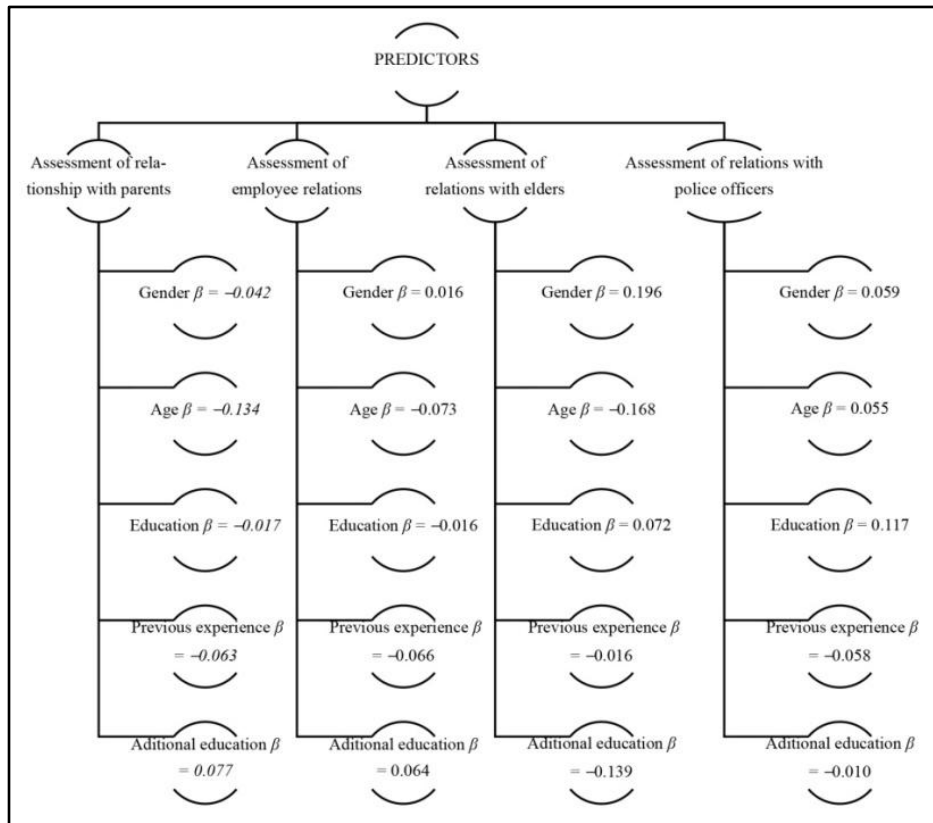 PREDICTORS
Assessment of rela-
tionship with parents
Assessment of
employee relations
Assessment of
relations with elders
Assessment of relations with
police officers
Gender β = –0.042
Gender β = 0.016
Gender β = 0.196
Gender β = 0.059
Age β = –0.134
Age β = –0.073
Age β = –0.168
Age β = 0.055
Education β = –0.017
Education β = –0.016
Education β = 0.072
Education β = 0.117
Previous experience β
= –0.063
Previous experience β
= –0.066
Previous experience β
= –0.016
Previous experience β
= –0.058
Aditional education β
= 0.077
Aditional education β
= 0.064
Aditional education β
= –0.139
Aditional education β
= –0.010